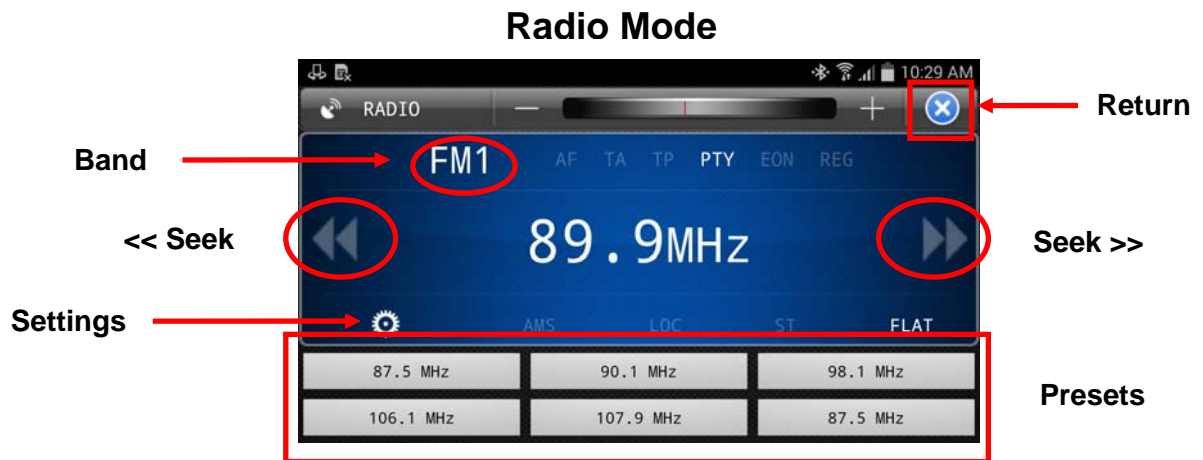 Radio Mode
10:29 AM
RADIO
Return
Band
FM1 AF TA TP PTY EON REG
<< Seek
89.9MHz
Seek >>
Settings
AMS LOC ST FLAT
87.5 MHz 90.1 MHz 98.1 MHz
Presets
106.1 MHz 107.9 MHz 87.5 MHz